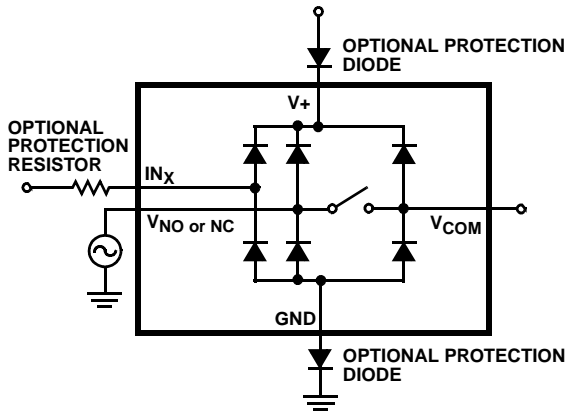 OPTIONAL PROTECTION
DIODE
V+
OPTIONAL
PROTECTION
RESISTOR
INX
VNO or NC
VCOM
GND
OPTIONAL PROTECTION
DIODE